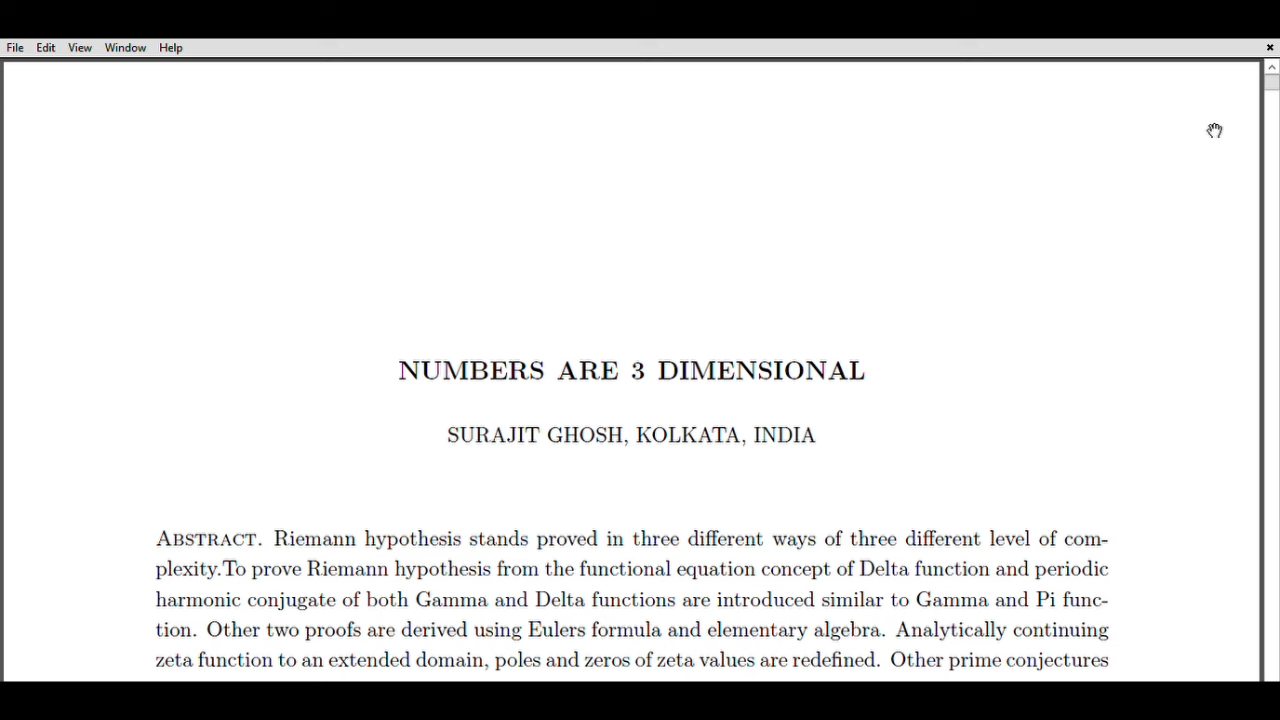 File Edit View Window Help
NUMBERS ARE 3 DIMENSIONAL
SURAJIT GHOSH, KOLKATA, INDIA
ABSTRACT. Riemann hypothesis stands proved in three different ways of three different level of com-
plexity.To prove Riemann hypothesis from the functional equation concept of Delta function and periodic
harmonic conjugate of both Gamma and Delta functions are introduced similar to Gamma and Pi func-
tion. Other two proofs are derived using Eulers formula and elementary algebra. Analytically continuing
zeta function to an extended domain, poles and zeros of zeta values are redefined. Other prime conjectures